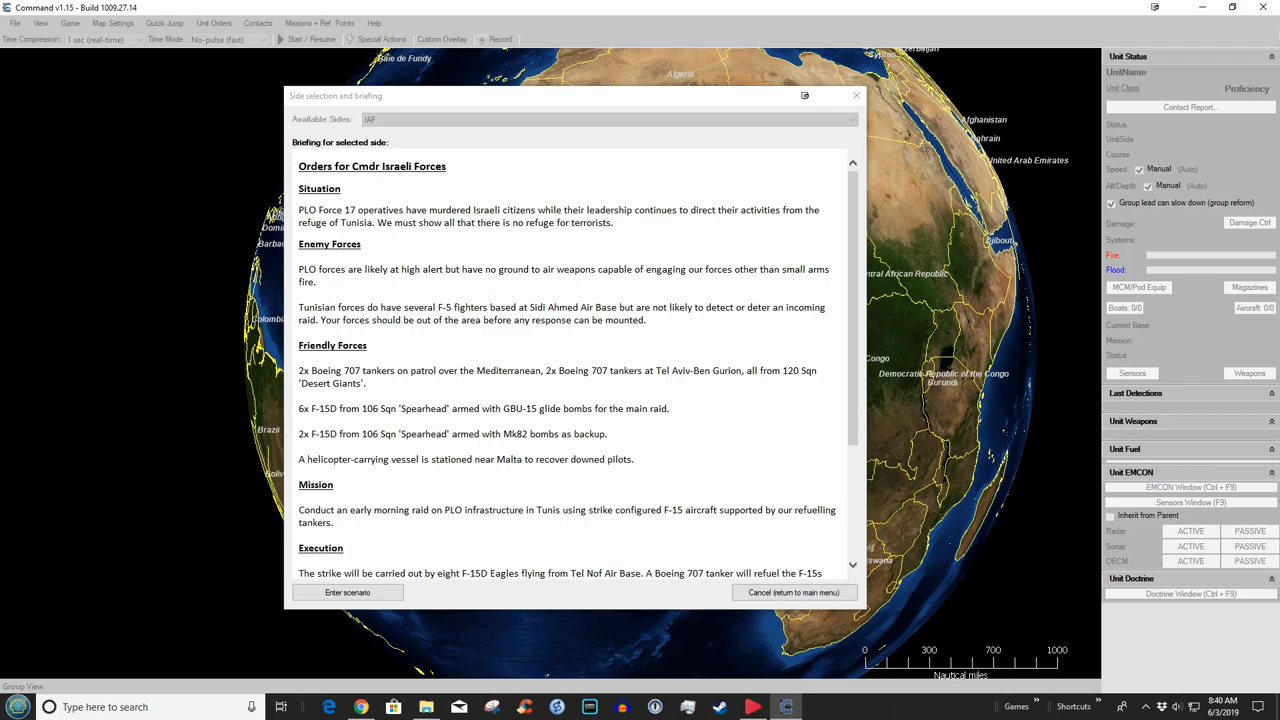 Command v1.15 - Build 1009.27.14
File View Game Map Settings Quick Jump Unit Orders Contacts Missions + Ref. Points Help
Time Compression: 1 sec (real-time) Time Mode: No-pulse (fast) Start / Resume Special Actions Custom Overlay Record
Baie de Fundy
Algeria
Cyprus
Azerbaijan
Afghanistan
Bahrain
United Arab Emirates
Djibouti
ntral African Republic
Congo
Democratic Republic of the Congo
Burundi
tswana
Domin
Barba
Colombi
Brazil
Boliv
Side selection and briefing
Available Sides: IAF
Briefing for selected side:
Orders for Cmdr Israeli Forces
Situation
PLO Force 17 operatives have murdered Israeli citizens while their leadership continues to direct their activities from the
refuge of Tunisia. We must show all that there is no refuge for terrorists.
Enemy Forces
PLO forces are likely at high alert but have no ground to air weapons capable of engaging our forces other than small arms
fire.
Tunisian forces do have several F-5 fighters based at Sidi Ahmed Air Base but are not likely to detect or deter an incoming
raid. Your forces should be out of the area before any response can be mounted.
Friendly Forces
2x Boeing 707 tankers on patrol over the Mediterranean, 2x Boeing 707 tankers at Tel Aviv-Ben Gurion, all from 120 Sqn
'Desert Giants'.
6x F-15D from 106 Sqn 'Spearhead' armed with GBU-15 glide bombs for the main raid.
2x F-15D from 106 Sqn 'Spearhead' armed with Mk82 bombs as backup.
A helicopter-carrying vessel is stationed near Malta to recover downed pilots.
Mission
Conduct an early morning raid on PLO infrastructure in Tunis using strike configured F-15 aircraft supported by our refuelling
tankers.
Execution
The strike will be carried out by eight F-15D Eagles flying from Tel Nof Air Base. A Boeing 707 tanker will refuel the F-15s
Enter scenario
Cancel (return to main menu)
0 300 700 1000
Nautical miles
Unit Status
UnitName
Unit Class Proficiency
Contact Report...
Status
UnitSide
Course
Speed Manual (Auto)
Alt/Depth Manual (Auto)
Group lead can slow down (group reform)
Damage: Damage Ctrl
Systems:
Fire:
Flood:
MCM/Pod Equip Magazines
Boats: 0/0 Aircraft: 0/0
Current Base
Mission:
Status
Sensors Weapons
Last Detections
Unit Weapons
Unit Fuel
Unit EMCON
EMCON Window (Ctrl + F9)
Sensors Window (F9)
Inherit from Parent
Radar ACTIVE PASSIVE
Sonar ACTIVE PASSIVE
OECM ACTIVE PASSIVE
Unit Doctrine
Doctrine Window (Ctrl + F9)
Group View
Type here to search
Games
Shortcuts
8:40 AM
6/3/2019